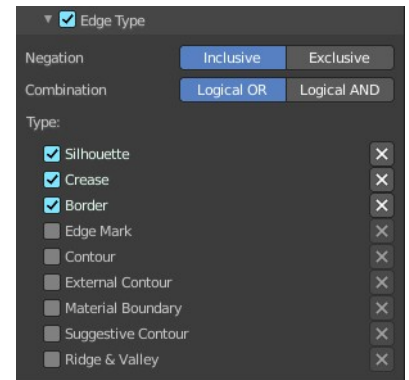 Edge Type
Negation Inclusive Exclusive
Combination Logical OR Logical AND
Type:
Silhouette
Crease
Border
Edge Mark
Contour
External Contour
Material Boundary
Suggestive Contour
Ridge & Valley